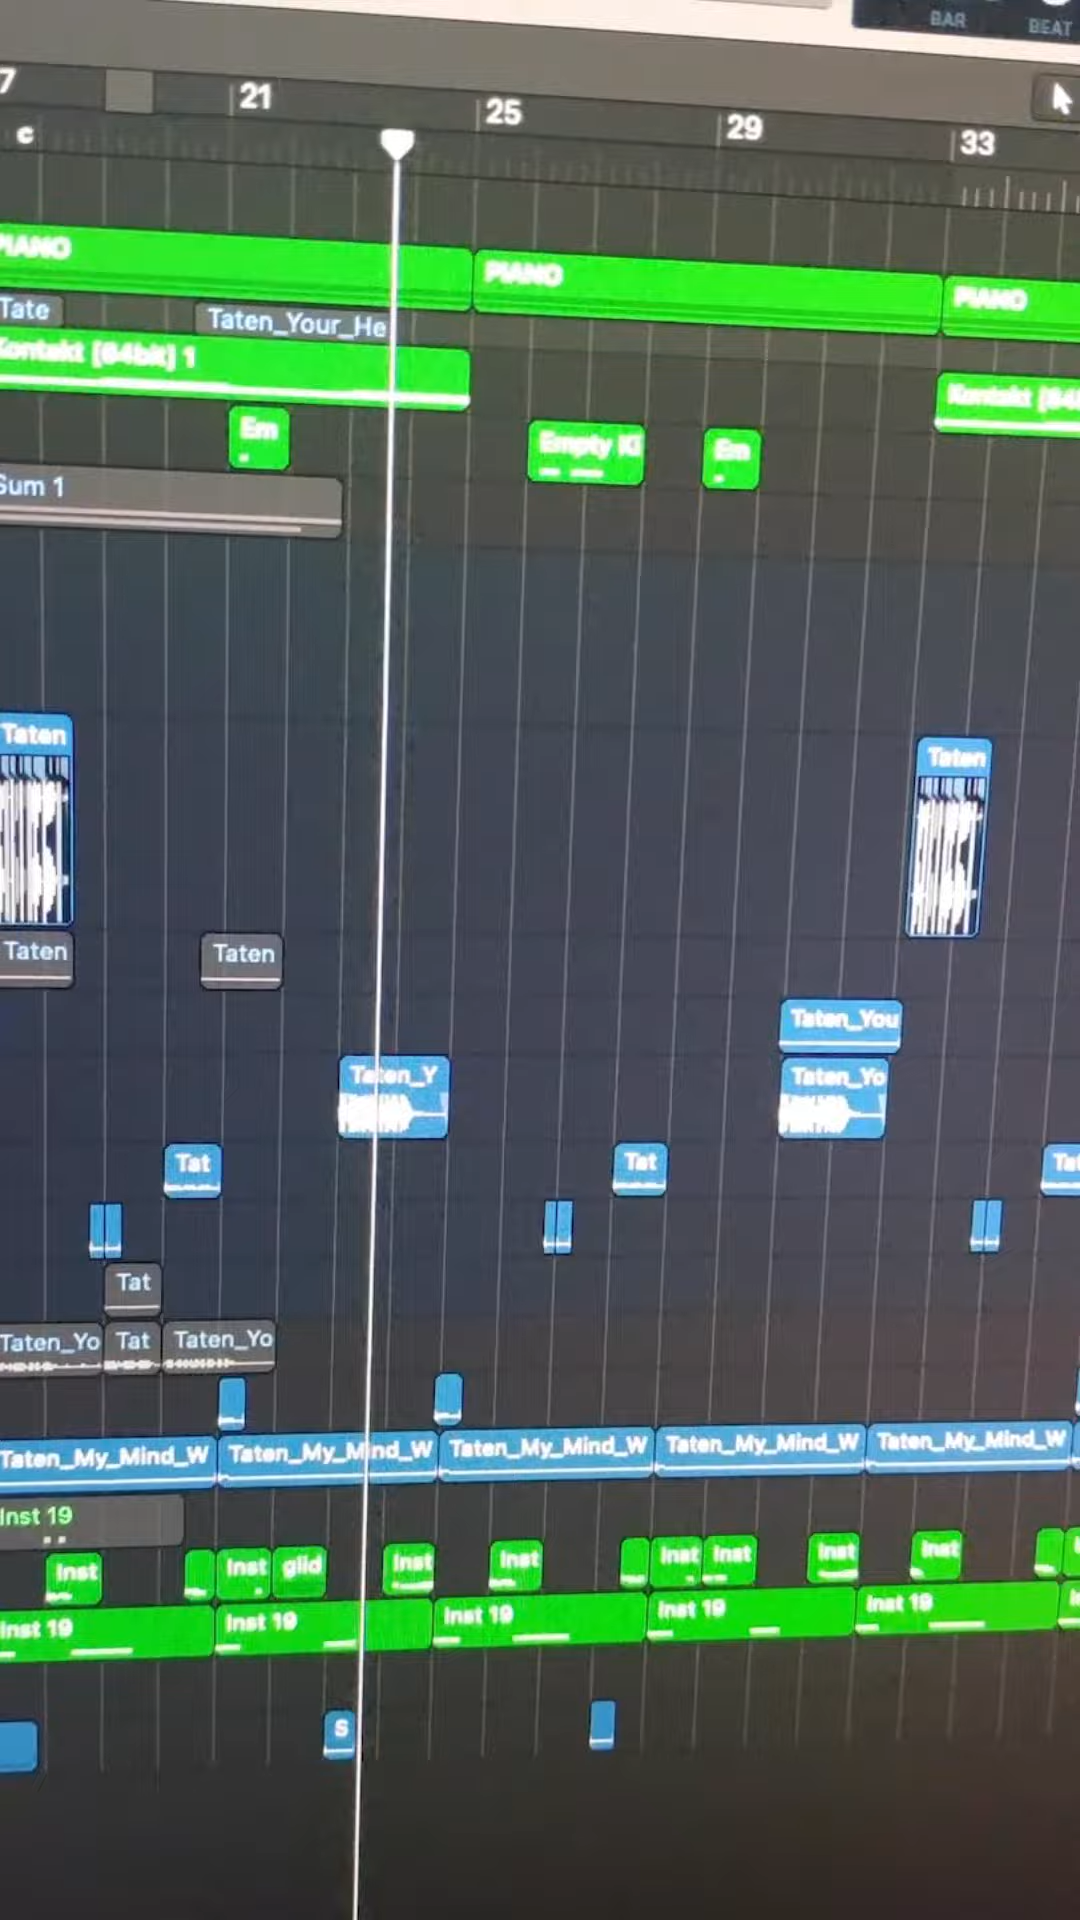 BAR BEAT
7 21 25 29 33
c
PIANO PIANO PIANO
Tate Taten_Your_He
Kontakt [64bit] 1 Kontakt [64
Em Empty Ki Em
Sum 1
Taten Taten
Taten Taten
Taten_You
Taten_Y Taten_Yo
Tat Tat Tat
Tat
Taten_Yo Tat Taten_Yo
Taten_My_Mind_W Taten_My_Mind_W Taten_My_Mind_W Taten_My_Mind_W Taten_My_Mind_W
Inst 19
Inst Inst glid Inst Inst Inst Inst Inst Inst
Inst 19 Inst 19 Inst 19 Inst 19 Inst 19
S